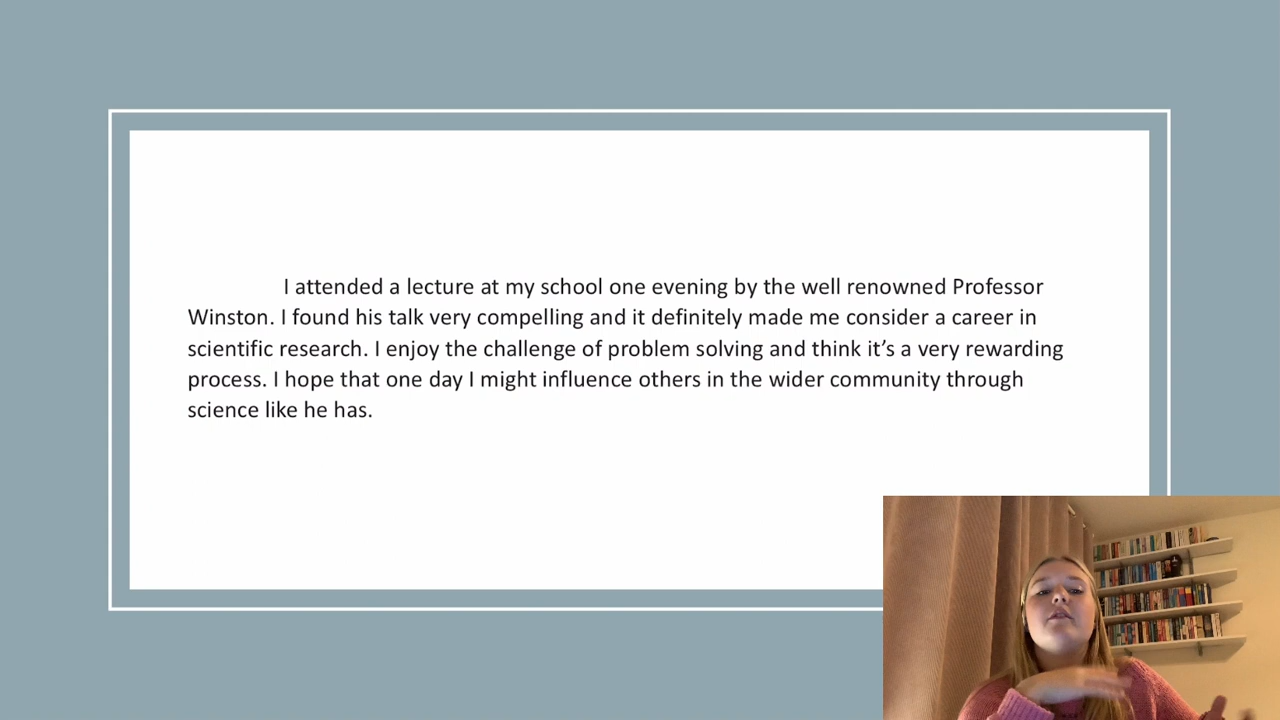 I attended a lecture at my school one evening by the well renowned Professor
Winston. I found his talk very compelling and it definitely made me consider a career in
scientific research. I enjoy the challenge of problem solving and think it’s a very rewarding
process. I hope that one day I might influence others in the wider community through
science like he has.